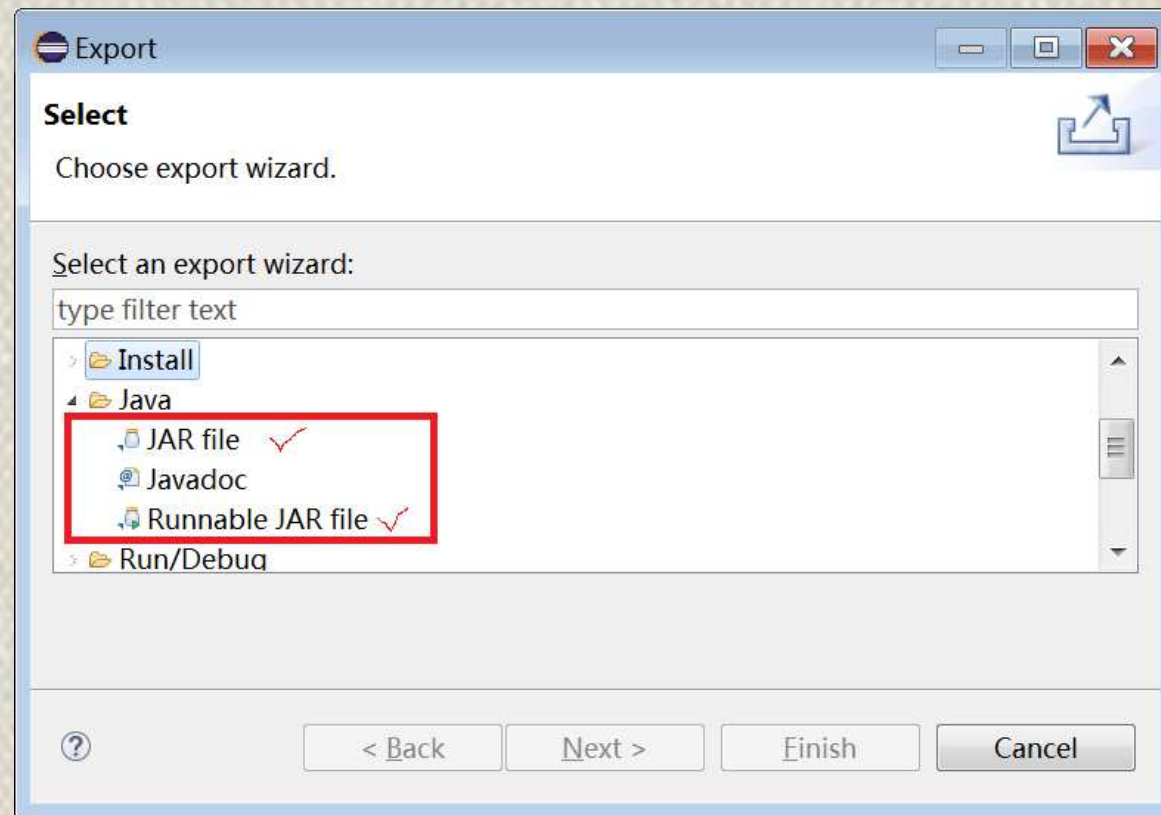 Export
Select
Choose export wizard.
Select an export wizard:
type filter text
Install
Java
JAR file
Javadoc
Runnable JAR file
Run/Debug
< Back Next > Finish Cancel